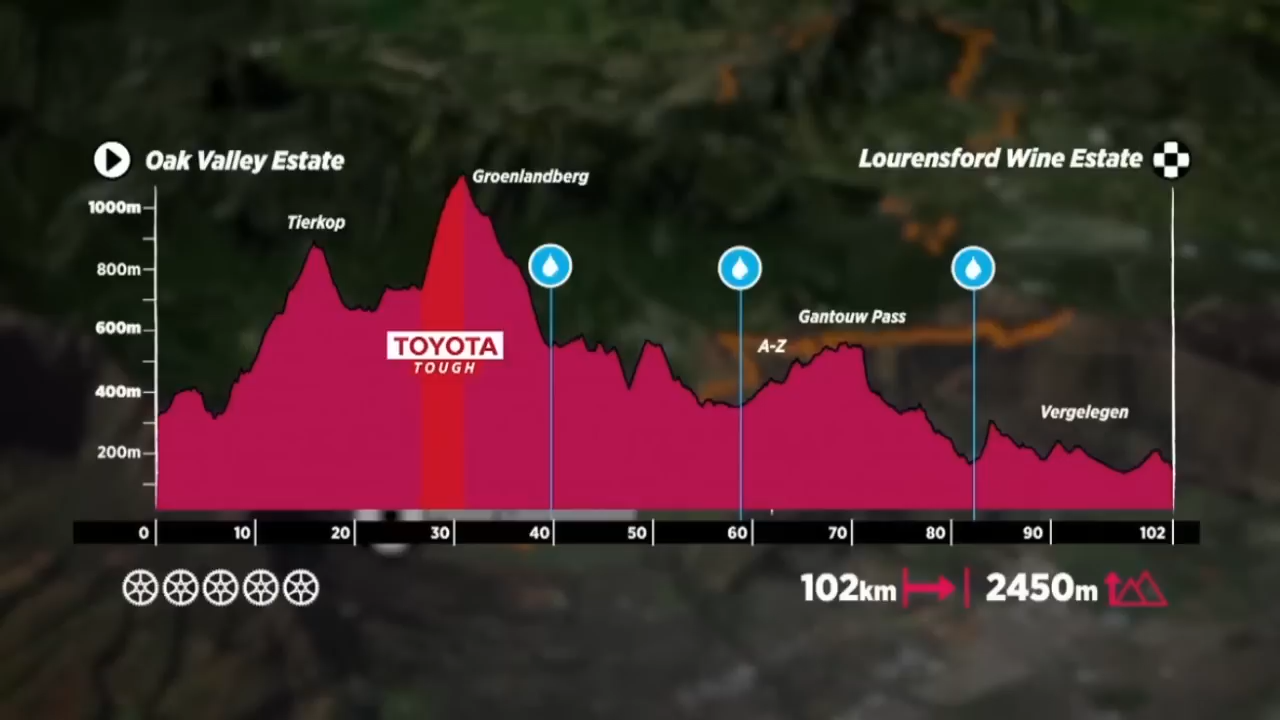 Oak Valley Estate
Lourensford Wine Estate
Groenlandberg
Tierkop
1000m
800m
600m
400m
200m
Gantouw Pass
A-Z
TOYOTA
TOUGH
Vergelegen
0 10 20 30 40 50 60 70 80 90 102
102km 2450m